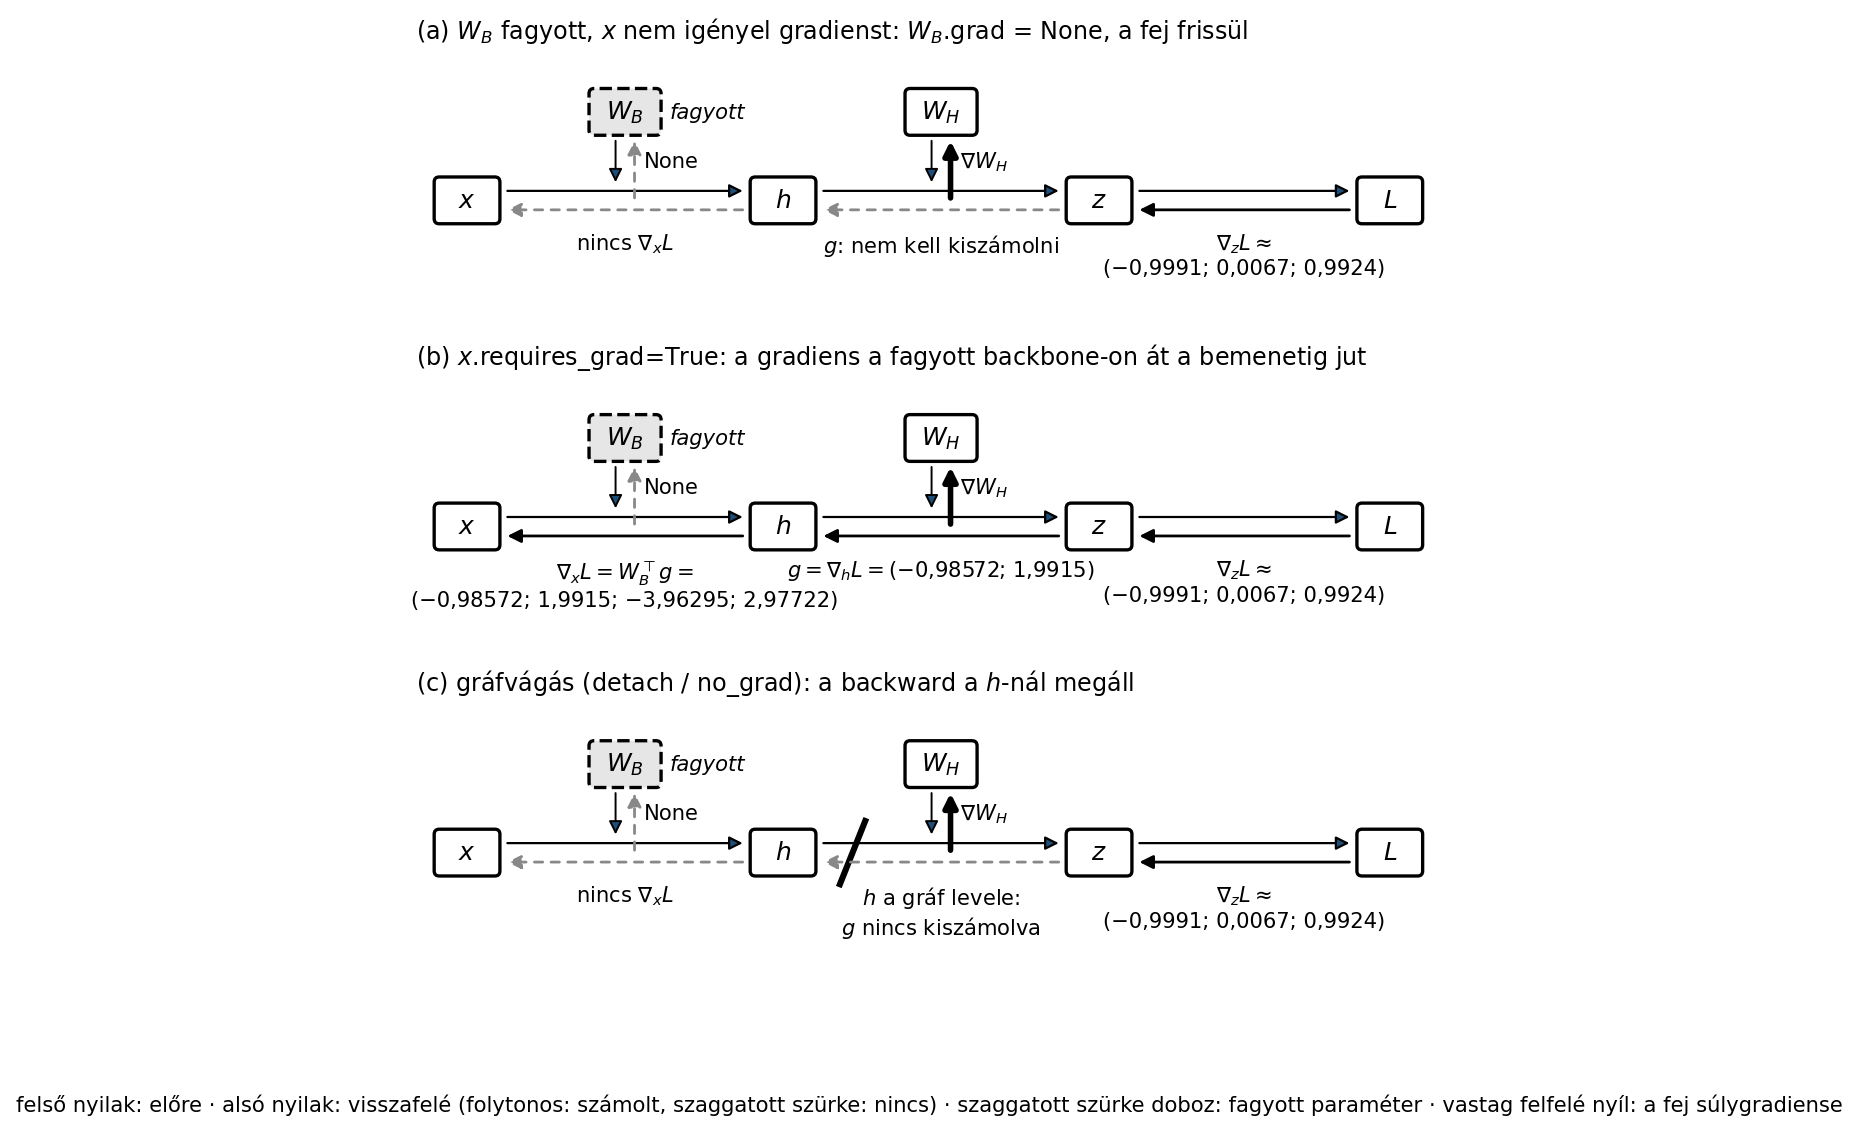 (a) W_B fagyott, x nem igényel gradienst: W_B.grad = None, a fej frissül
W_B fagyott
W_H
None
∇W_H
x
h
z
L
nincs ∇_xL
g: nem kell kiszámolni
∇_zL ≈
(−0,9991; 0,0067; 0,9924)
(b) x.requires_grad=True: a gradiens a fagyott backbone-on át a bemenetig jut
W_B fagyott
W_H
None
∇W_H
x
h
z
L
∇_xL = W_B^⊤ g =
(−0,98572; 1,9915; −3,96295; 2,97722)
g = ∇_hL = (−0,98572; 1,9915)
∇_zL ≈
(−0,9991; 0,0067; 0,9924)
(c) gráfvágás (detach / no_grad): a backward a h-nál megáll
W_B fagyott
W_H
None
∇W_H
x
h
z
L
nincs ∇_xL
h a gráf levele:
g nincs kiszámolva
∇_zL ≈
(−0,9991; 0,0067; 0,9924)
felső nyilak: előre · alsó nyilak: visszafelé (folytonos: számolt, szaggatott szürke: nincs) · szaggatott szürke doboz: fagyott paraméter · vastag felfelé nyíl: a fej súlygradiense